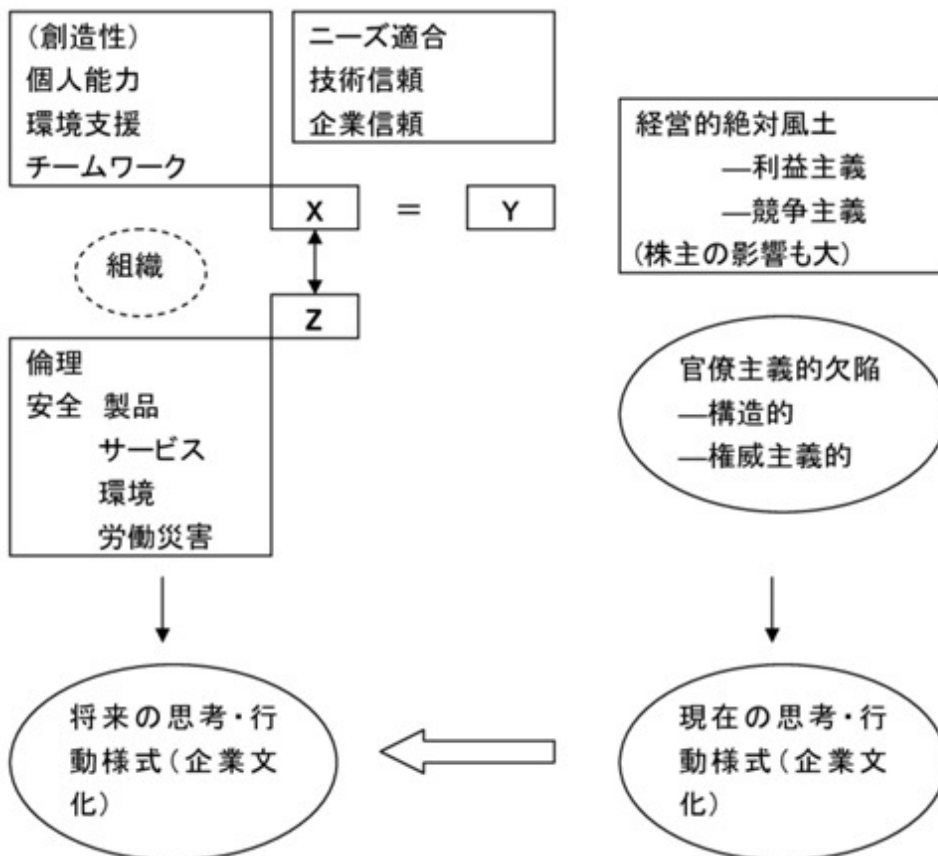 (創造性)
個人能力
環境支援
チームワーク
ニーズ適合
技術信頼
企業信頼
X = Y
組織
Z
倫理
安全 製品
サービス
環境
労働災害
経営的絶対風土
―利益主義
―競争主義
(株主の影響も大)
官僚主義的欠陥
―構造的
―権威主義的
将来の思考・行
動様式(企業文
化)
現在の思考・行
動様式(企業文
化)